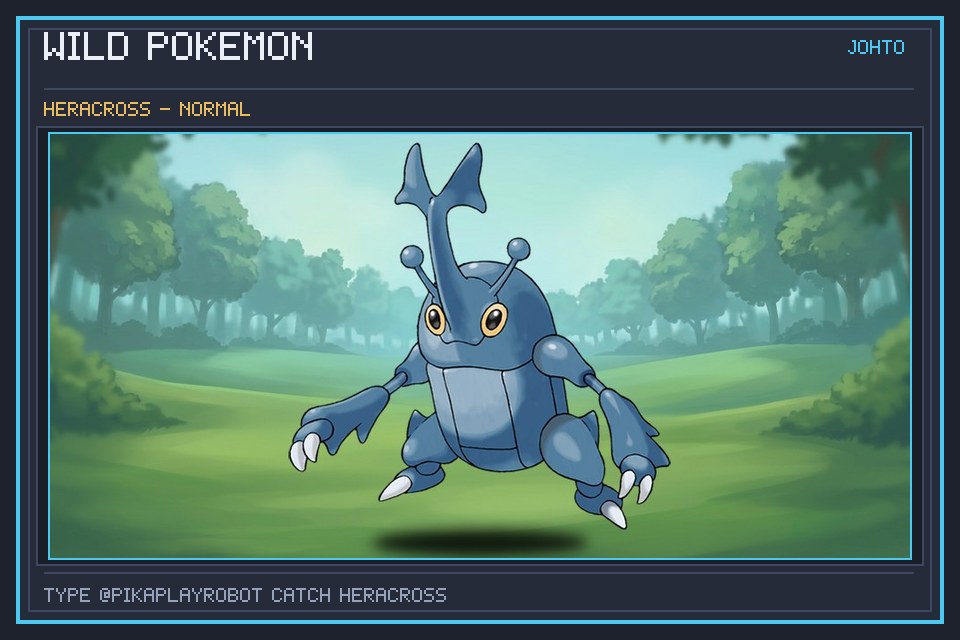 WILD POKEMON
JOHTO
HERACROSS - NORMAL
TYPE @PIKAPLAYROBOT CATCH HERACROSS